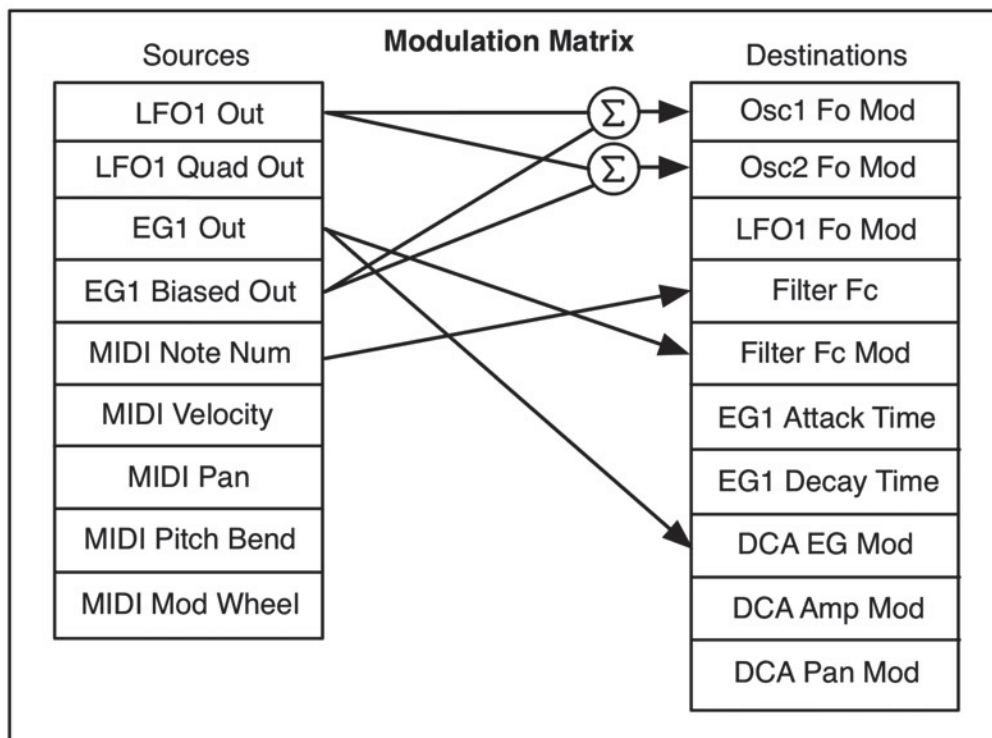 Modulation Matrix
Sources
LFO1 Out
LFO1 Quad Out
EG1 Out
EG1 Biased Out
MIDI Note Num
MIDI Velocity
MIDI Pan
MIDI Pitch Bend
MIDI Mod Wheel
Σ
Σ
Destinations
Osc1 Fo Mod
Osc2 Fo Mod
LFO1 Fo Mod
Filter Fc
Filter Fc Mod
EG1 Attack Time
EG1 Decay Time
DCA EG Mod
DCA Amp Mod
DCA Pan Mod